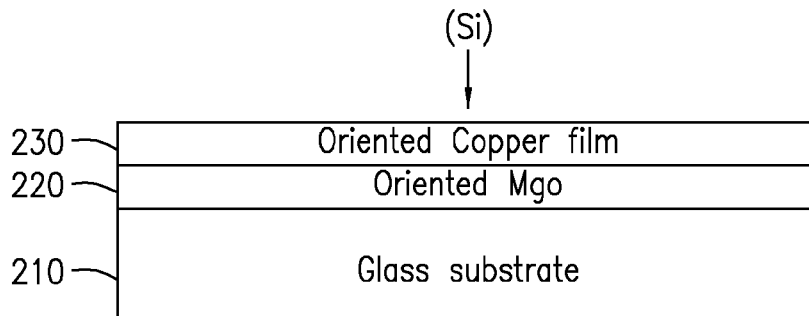 (Si)
230 Oriented Copper film
220 Oriented Mgo
210 Glass substrate